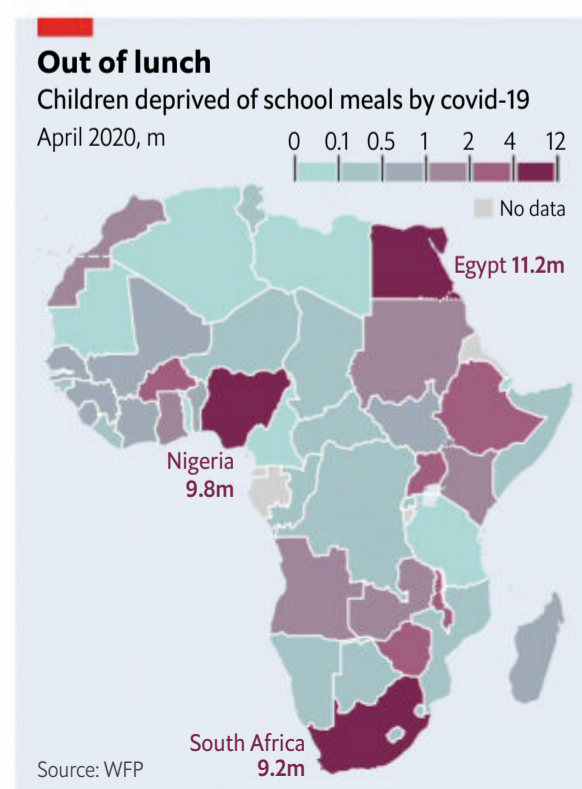 Out of lunch
Children deprived of school meals by covid-19
April 2020, m
0 0.1 0.5 1 2 4 12
No data
Egypt 11.2m
Nigeria
9.8m
South Africa
9.2m
Source: WFP